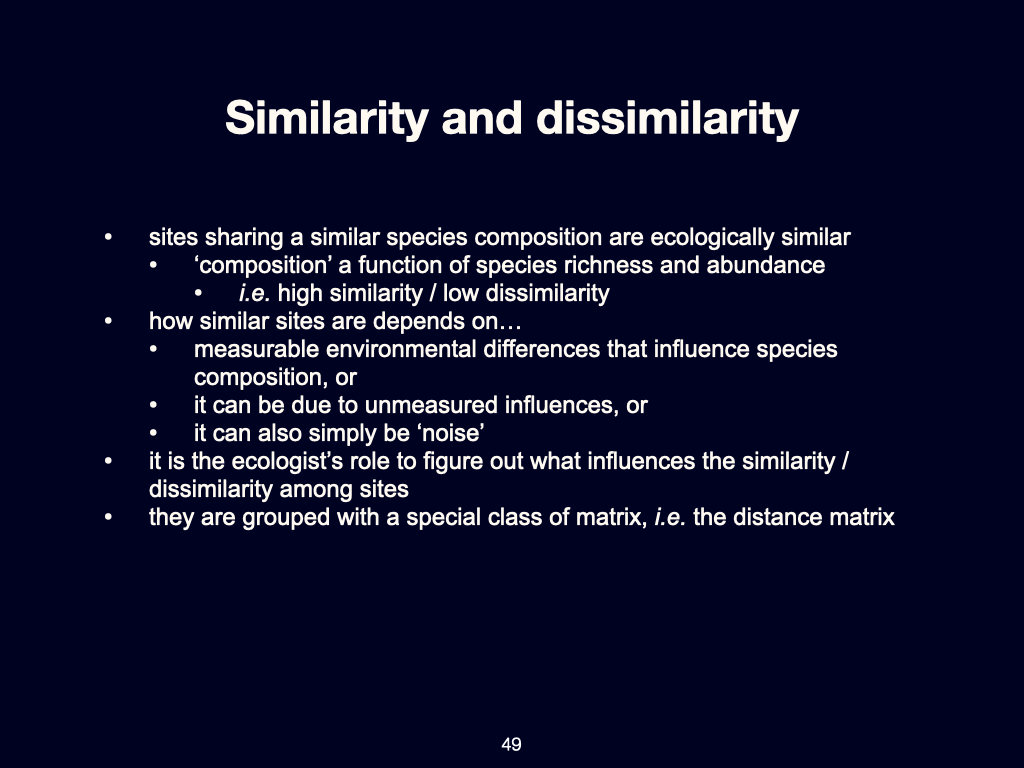 Similarity and dissimilarity
• sites sharing a similar species composition are ecologically similar
• ‘composition’ a function of species richness and abundance
• i.e. high similarity / low dissimilarity
• how similar sites are depends on…
• measurable environmental differences that influence species
composition, or
• it can be due to unmeasured influences, or
• it can also simply be ‘noise’
• it is the ecologist’s role to figure out what influences the similarity /
dissimilarity among sites
• they are grouped with a special class of matrix, i.e. the distance matrix
49